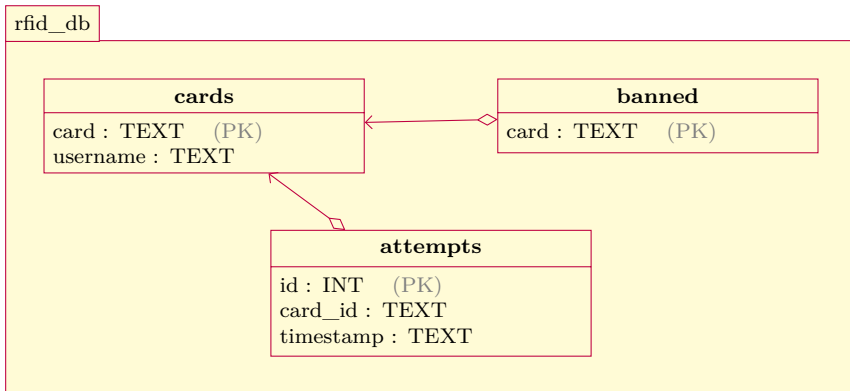 rfid_db
cards
card : TEXT (PK)
username : TEXT
banned
card : TEXT (PK)
attempts
id : INT (PK)
card_id : TEXT
timestamp : TEXT